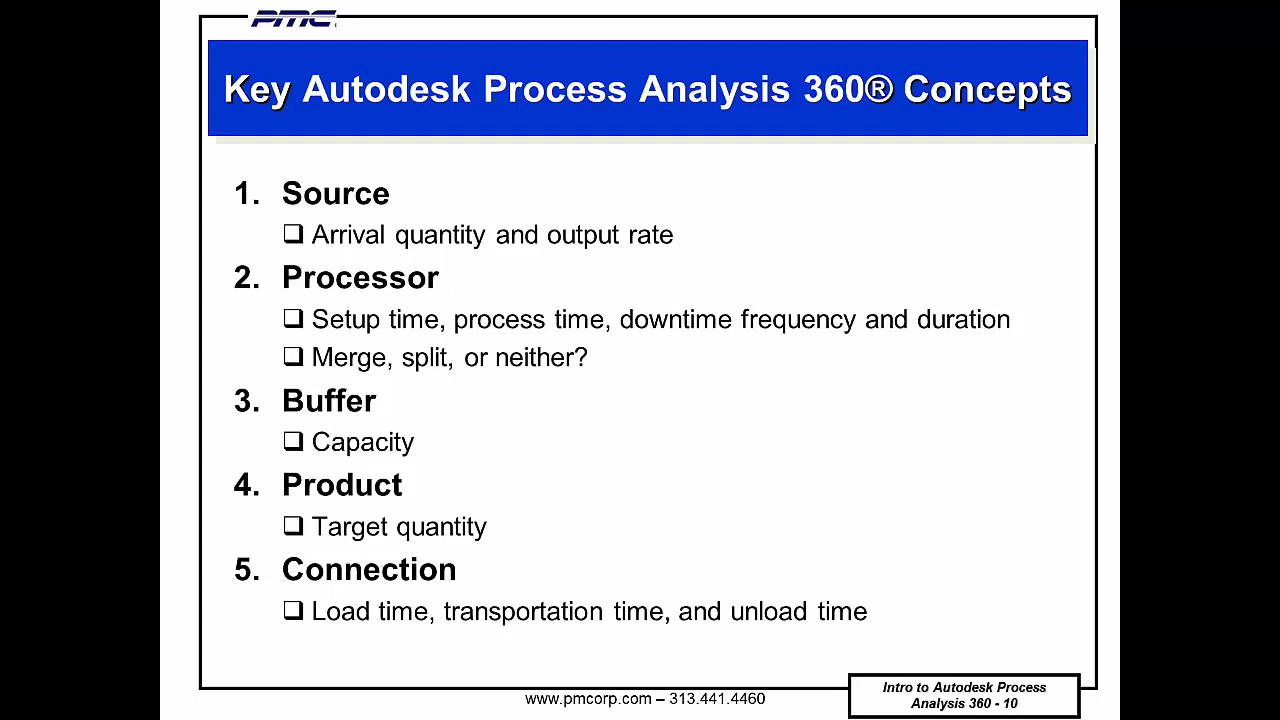 PMC
Key Autodesk Process Analysis 360® Concepts
1. Source
❑ Arrival quantity and output rate
2. Processor
❑ Setup time, process time, downtime frequency and duration
❑ Merge, split, or neither?
3. Buffer
❑ Capacity
4. Product
❑ Target quantity
5. Connection
❑ Load time, transportation time, and unload time
www.pmcorp.com – 313.441.4460
Intro to Autodesk Process
Analysis 360 - 10